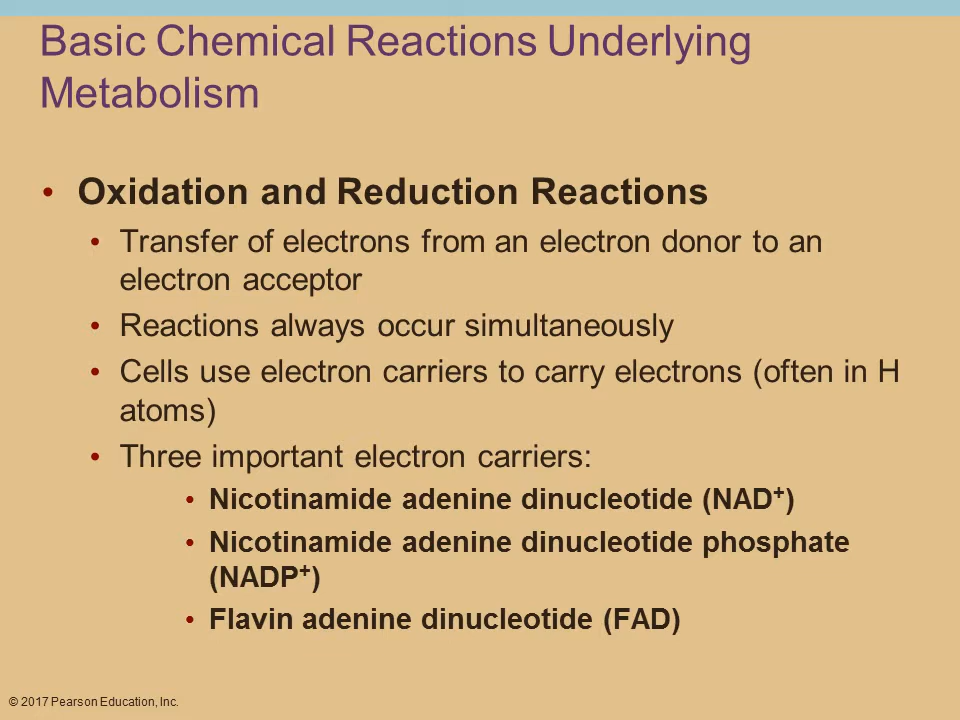 Basic Chemical Reactions Underlying
Metabolism
• Oxidation and Reduction Reactions
• Transfer of electrons from an electron donor to an
electron acceptor
• Reactions always occur simultaneously
• Cells use electron carriers to carry electrons (often in H
atoms)
• Three important electron carriers:
• Nicotinamide adenine dinucleotide (NAD⁺)
• Nicotinamide adenine dinucleotide phosphate
(NADP⁺)
• Flavin adenine dinucleotide (FAD)
© 2017 Pearson Education, Inc.